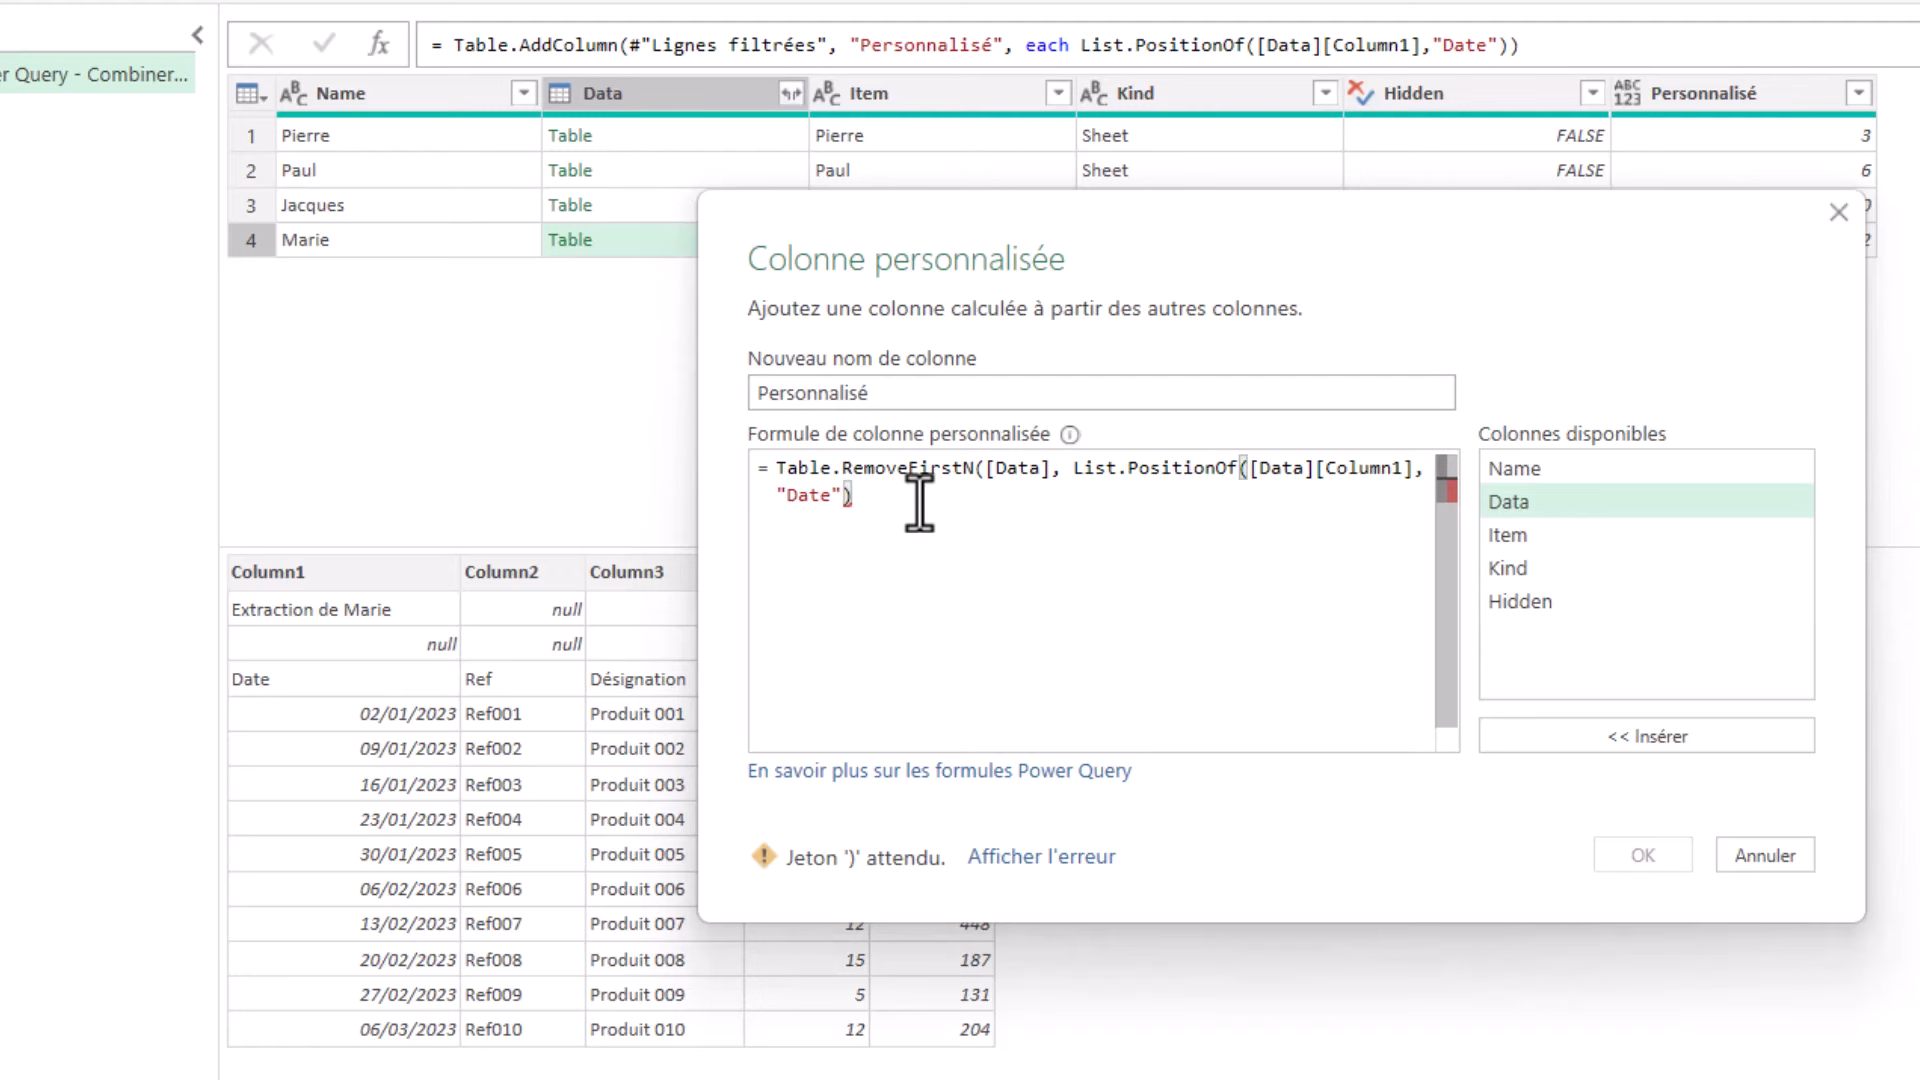 = Table.AddColumn(#"Lignes filtrées", "Personnalisé", each List.PositionOf([Data][Column1],"Date"))
er Query - Combiner...
Name Data Item Kind Hidden Personnalisé
1 Pierre Table Pierre Sheet FALSE 3
2 Paul Table Paul Sheet FALSE 6
3 Jacques Table
4 Marie Table
Colonne personnalisée
Ajoutez une colonne calculée à partir des autres colonnes.
Nouveau nom de colonne
Personnalisé
Formule de colonne personnalisée
Colonnes disponibles
= Table.RemoveFirstN([Data], List.PositionOf([Data][Column1],
"Date")
Name
Data
Item
Kind
Hidden
<< Insérer
En savoir plus sur les formules Power Query
Jeton ')' attendu. Afficher l'erreur
OK
Annuler
Column1 Column2 Column3
Extraction de Marie null
null null
Date Ref Désignation
02/01/2023 Ref001 Produit 001
09/01/2023 Ref002 Produit 002
16/01/2023 Ref003 Produit 003
23/01/2023 Ref004 Produit 004
30/01/2023 Ref005 Produit 005
06/02/2023 Ref006 Produit 006
13/02/2023 Ref007 Produit 007 12 448
20/02/2023 Ref008 Produit 008 15 187
27/02/2023 Ref009 Produit 009 5 131
06/03/2023 Ref010 Produit 010 12 204